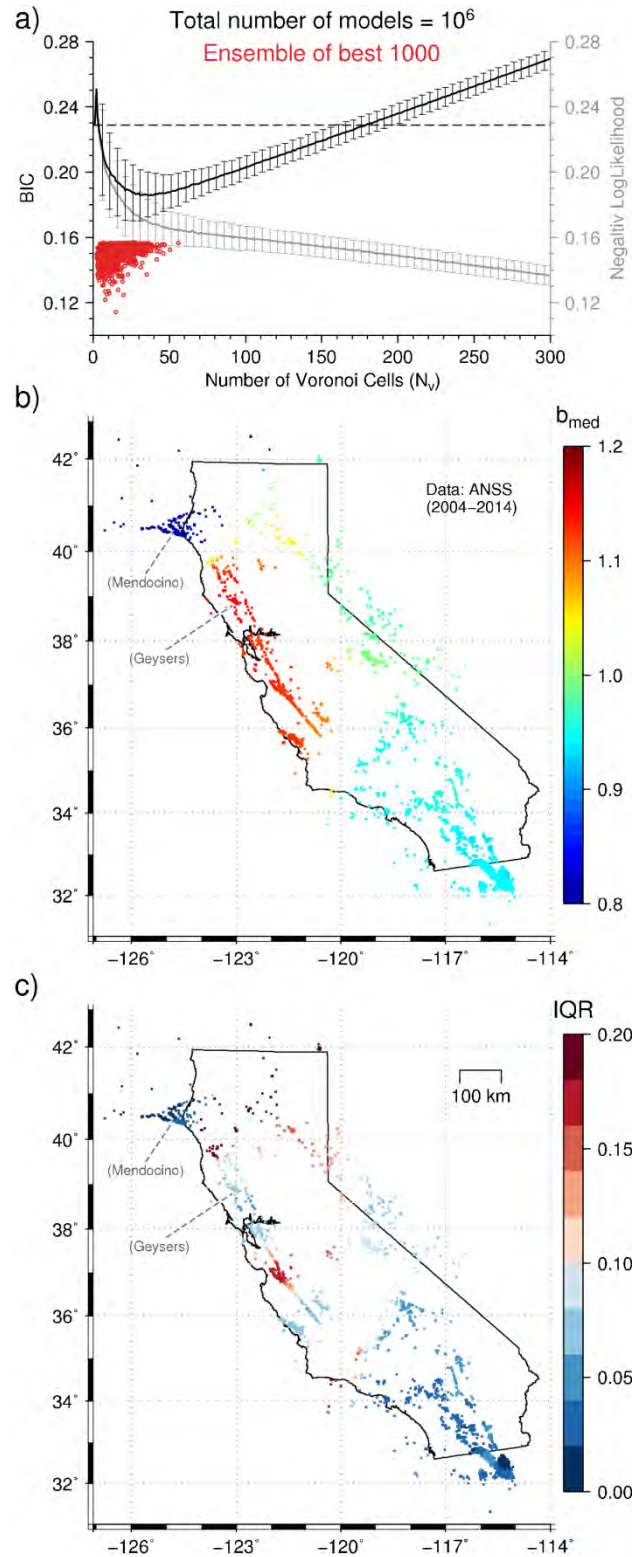 a)
Total number of models = 10⁶
Ensemble of best 1000
0.28
0.24
0.20
0.16
0.12
BIC
0.28
0.24
0.20
0.16
0.12
Negaltiv LogLikelihood
0 50 100 150 200 250 300
Number of Voronoi Cells (Nᵥ)
b)
b_med
42˚
40˚
38˚
36˚
34˚
32˚
Data: ANSS
(2004−2014)
(Mendocino)
(Geysers)
1.2
1.1
1.0
0.9
0.8
−126˚ −123˚ −120˚ −117˚ −114˚
c)
IQR
42˚
40˚
38˚
36˚
34˚
32˚
100 km
(Mendocino)
(Geysers)
0.20
0.15
0.10
0.05
0.00
−126˚ −123˚ −120˚ −117˚ −114˚